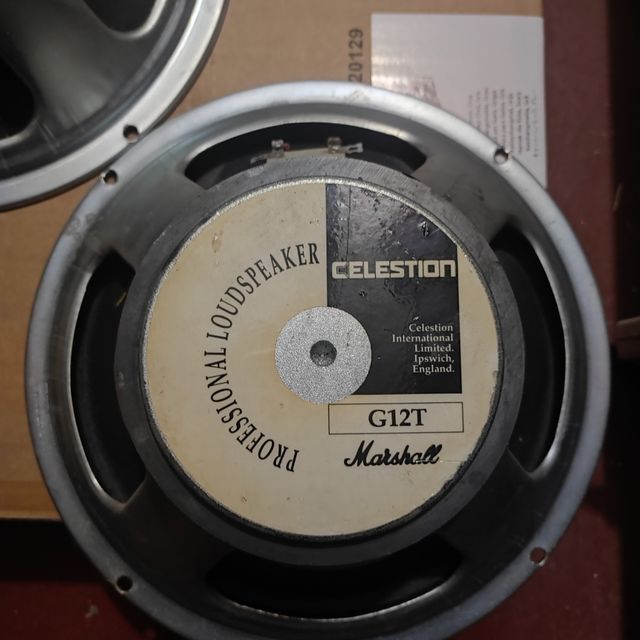 20129
PROFESSIONAL LOUDSPEAKER
CELESTION
Celestion
International
Limited.
Ipswich,
England.
G12T
Marshall